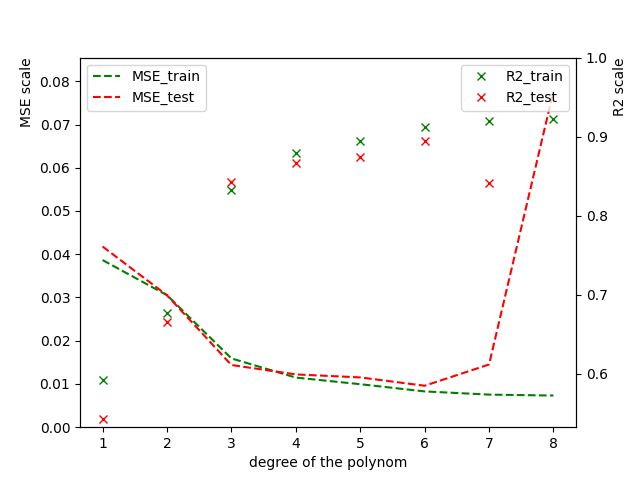 MSE scale
R2 scale
MSE_train
MSE_test
R2_train
R2_test
0.08
0.07
0.06
0.05
0.04
0.03
0.02
0.01
0.00
1.0
0.9
0.8
0.7
0.6
1 2 3 4 5 6 7 8
degree of the polynom